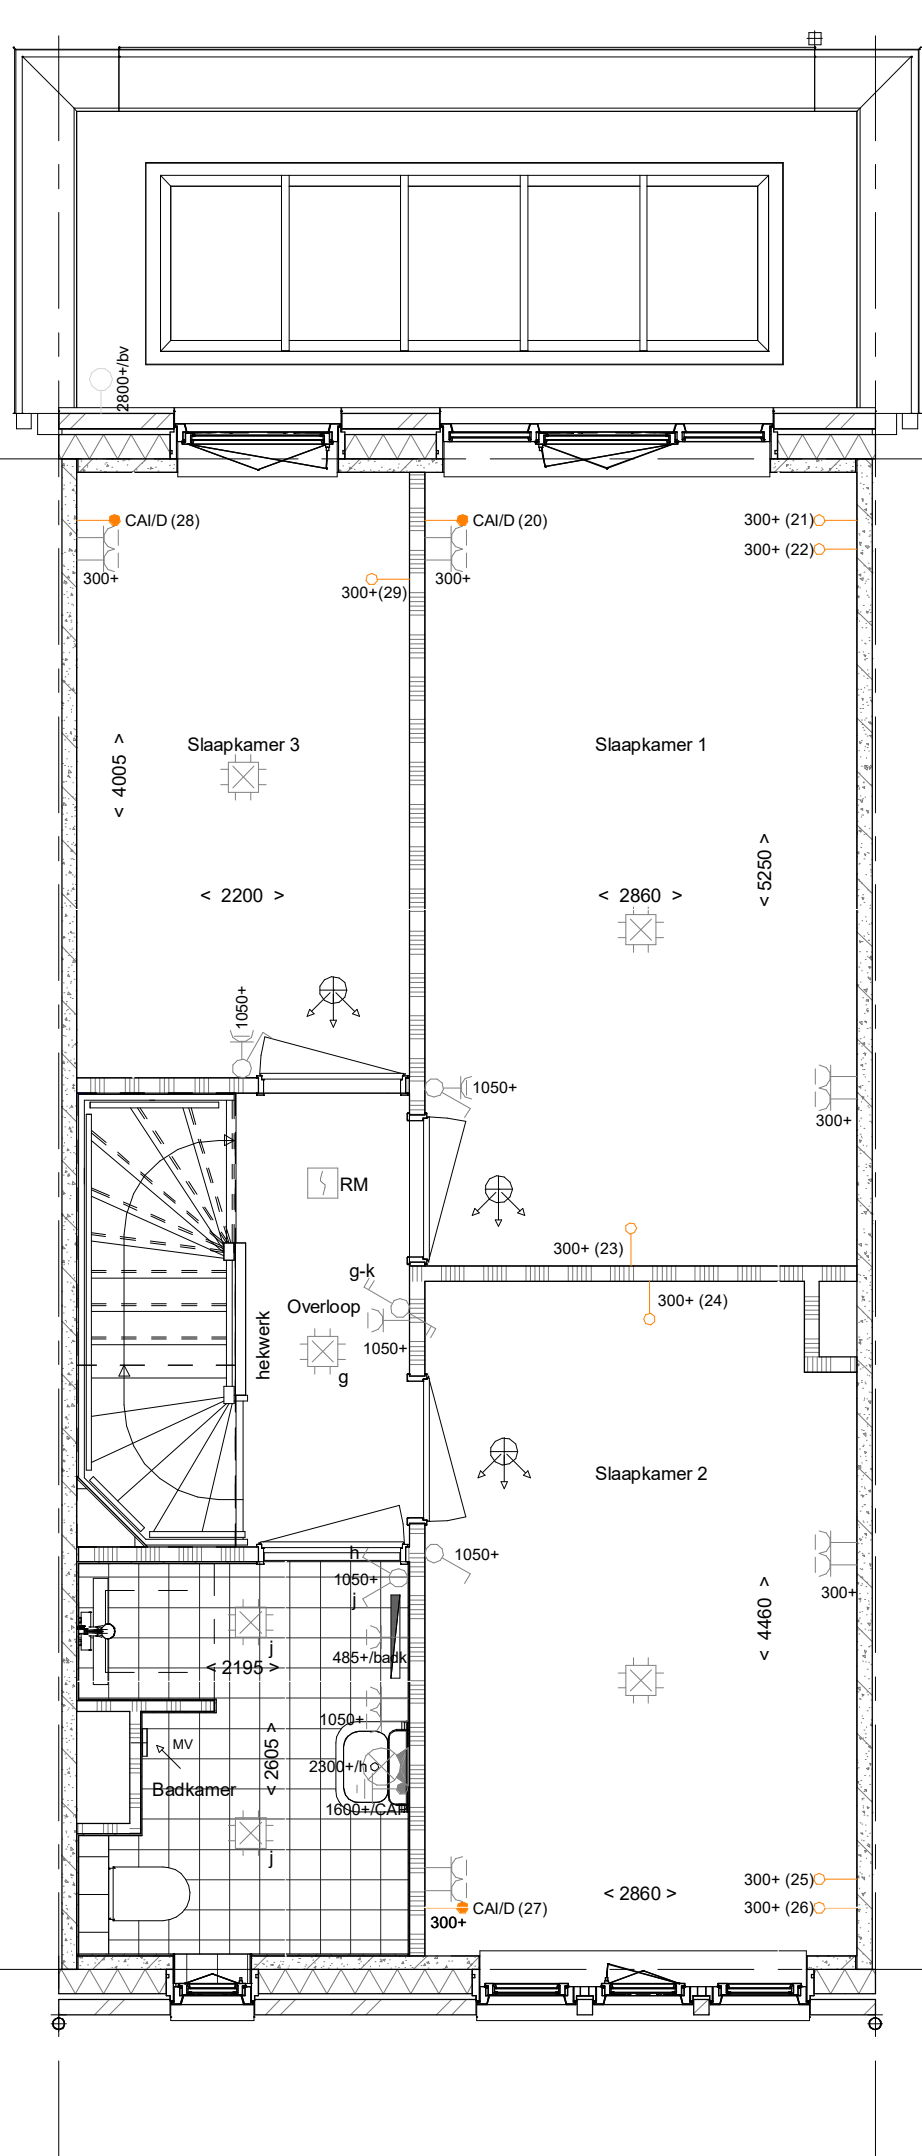 2800+/bv
CAI/D (28)
300+
300+(29)
CAI/D (20)
300+
300+ (21)
300+ (22)
Slaapkamer 3
< 4005 >
< 2200 >
1050+
Slaapkamer 1
< 5250 >
< 2860 >
1050+
300+
RM
300+ (23)
g-k
Overloop
hekwerk
1050+
g
300+ (24)
Slaapkamer 2
h
1050+
j
1050+
300+
< 4460 >
j
485+/badk
< 2195 >
1050+
MV
< 2605 >
2300+/h
Badkamer
1600+/CAP
j
< 2860 >
300+ (25)
300+ (26)
CAI/D (27)
300+